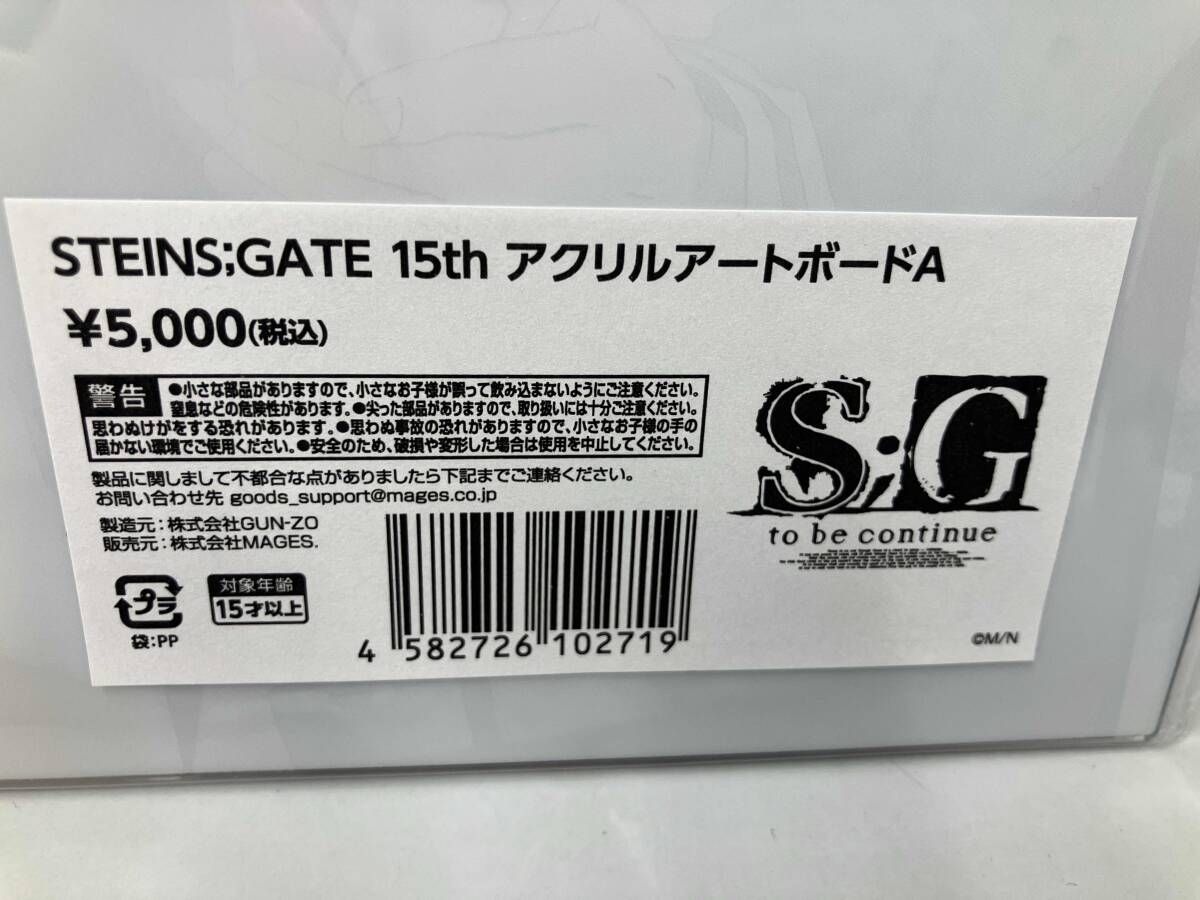 STEINS;GATE 15th アクリルアートボードA
¥5,000(税込)
警告
●小さな部品がありますので、小さなお子様が誤って飲み込まないようにご注意ください。
窒息などの危険性があります。●尖った部品がありますので、取り扱いには十分ご注意ください。
思わぬけがをする恐れがあります。●思わぬ事故の恐れがありますので、小さなお子様の手の
届かない環境でご使用ください。●安全のため、破損や変形した場合は使用を中止してください。
製品に関しまして不都合な点がありましたら下記までご連絡ください。
お問い合わせ先 goods_support@mages.co.jp
製造元：株式会社GUN-ZO
販売元：株式会社MAGES.
プラ
袋:PP
対象年齢
15才以上
4 582726 102719
S;G
to be continue
©M/N